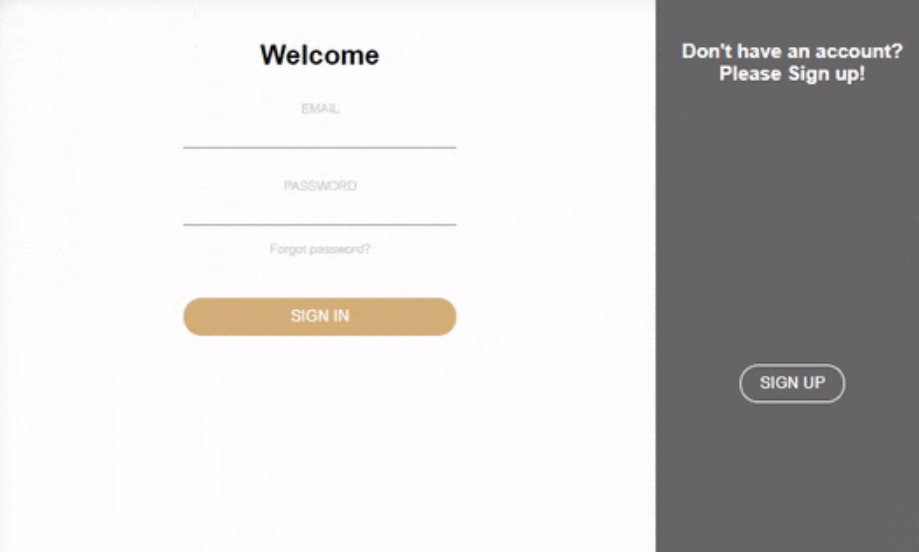 Welcome
EMAIL
PASSWORD
Forgot password?
SIGN IN
Don't have an account?
Please Sign up!
SIGN UP